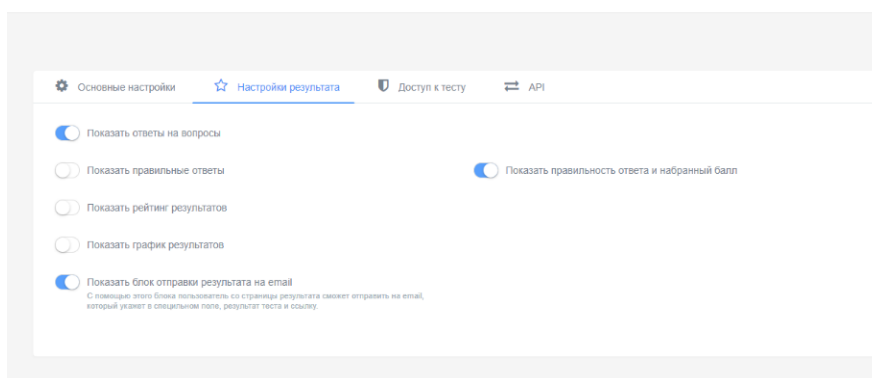 Основные настройки
Настройки результата
Доступ к тесту
API
Показать ответы на вопросы
Показать правильные ответы
Показать правильность ответа и набранный балл
Показать рейтинг результатов
Показать график результатов
Показать блок отправки результата на email
С помощью этого блока пользователь со страницы результата сможет отправить на email,
который укажет в специльном поле, результат теста и ссылку.